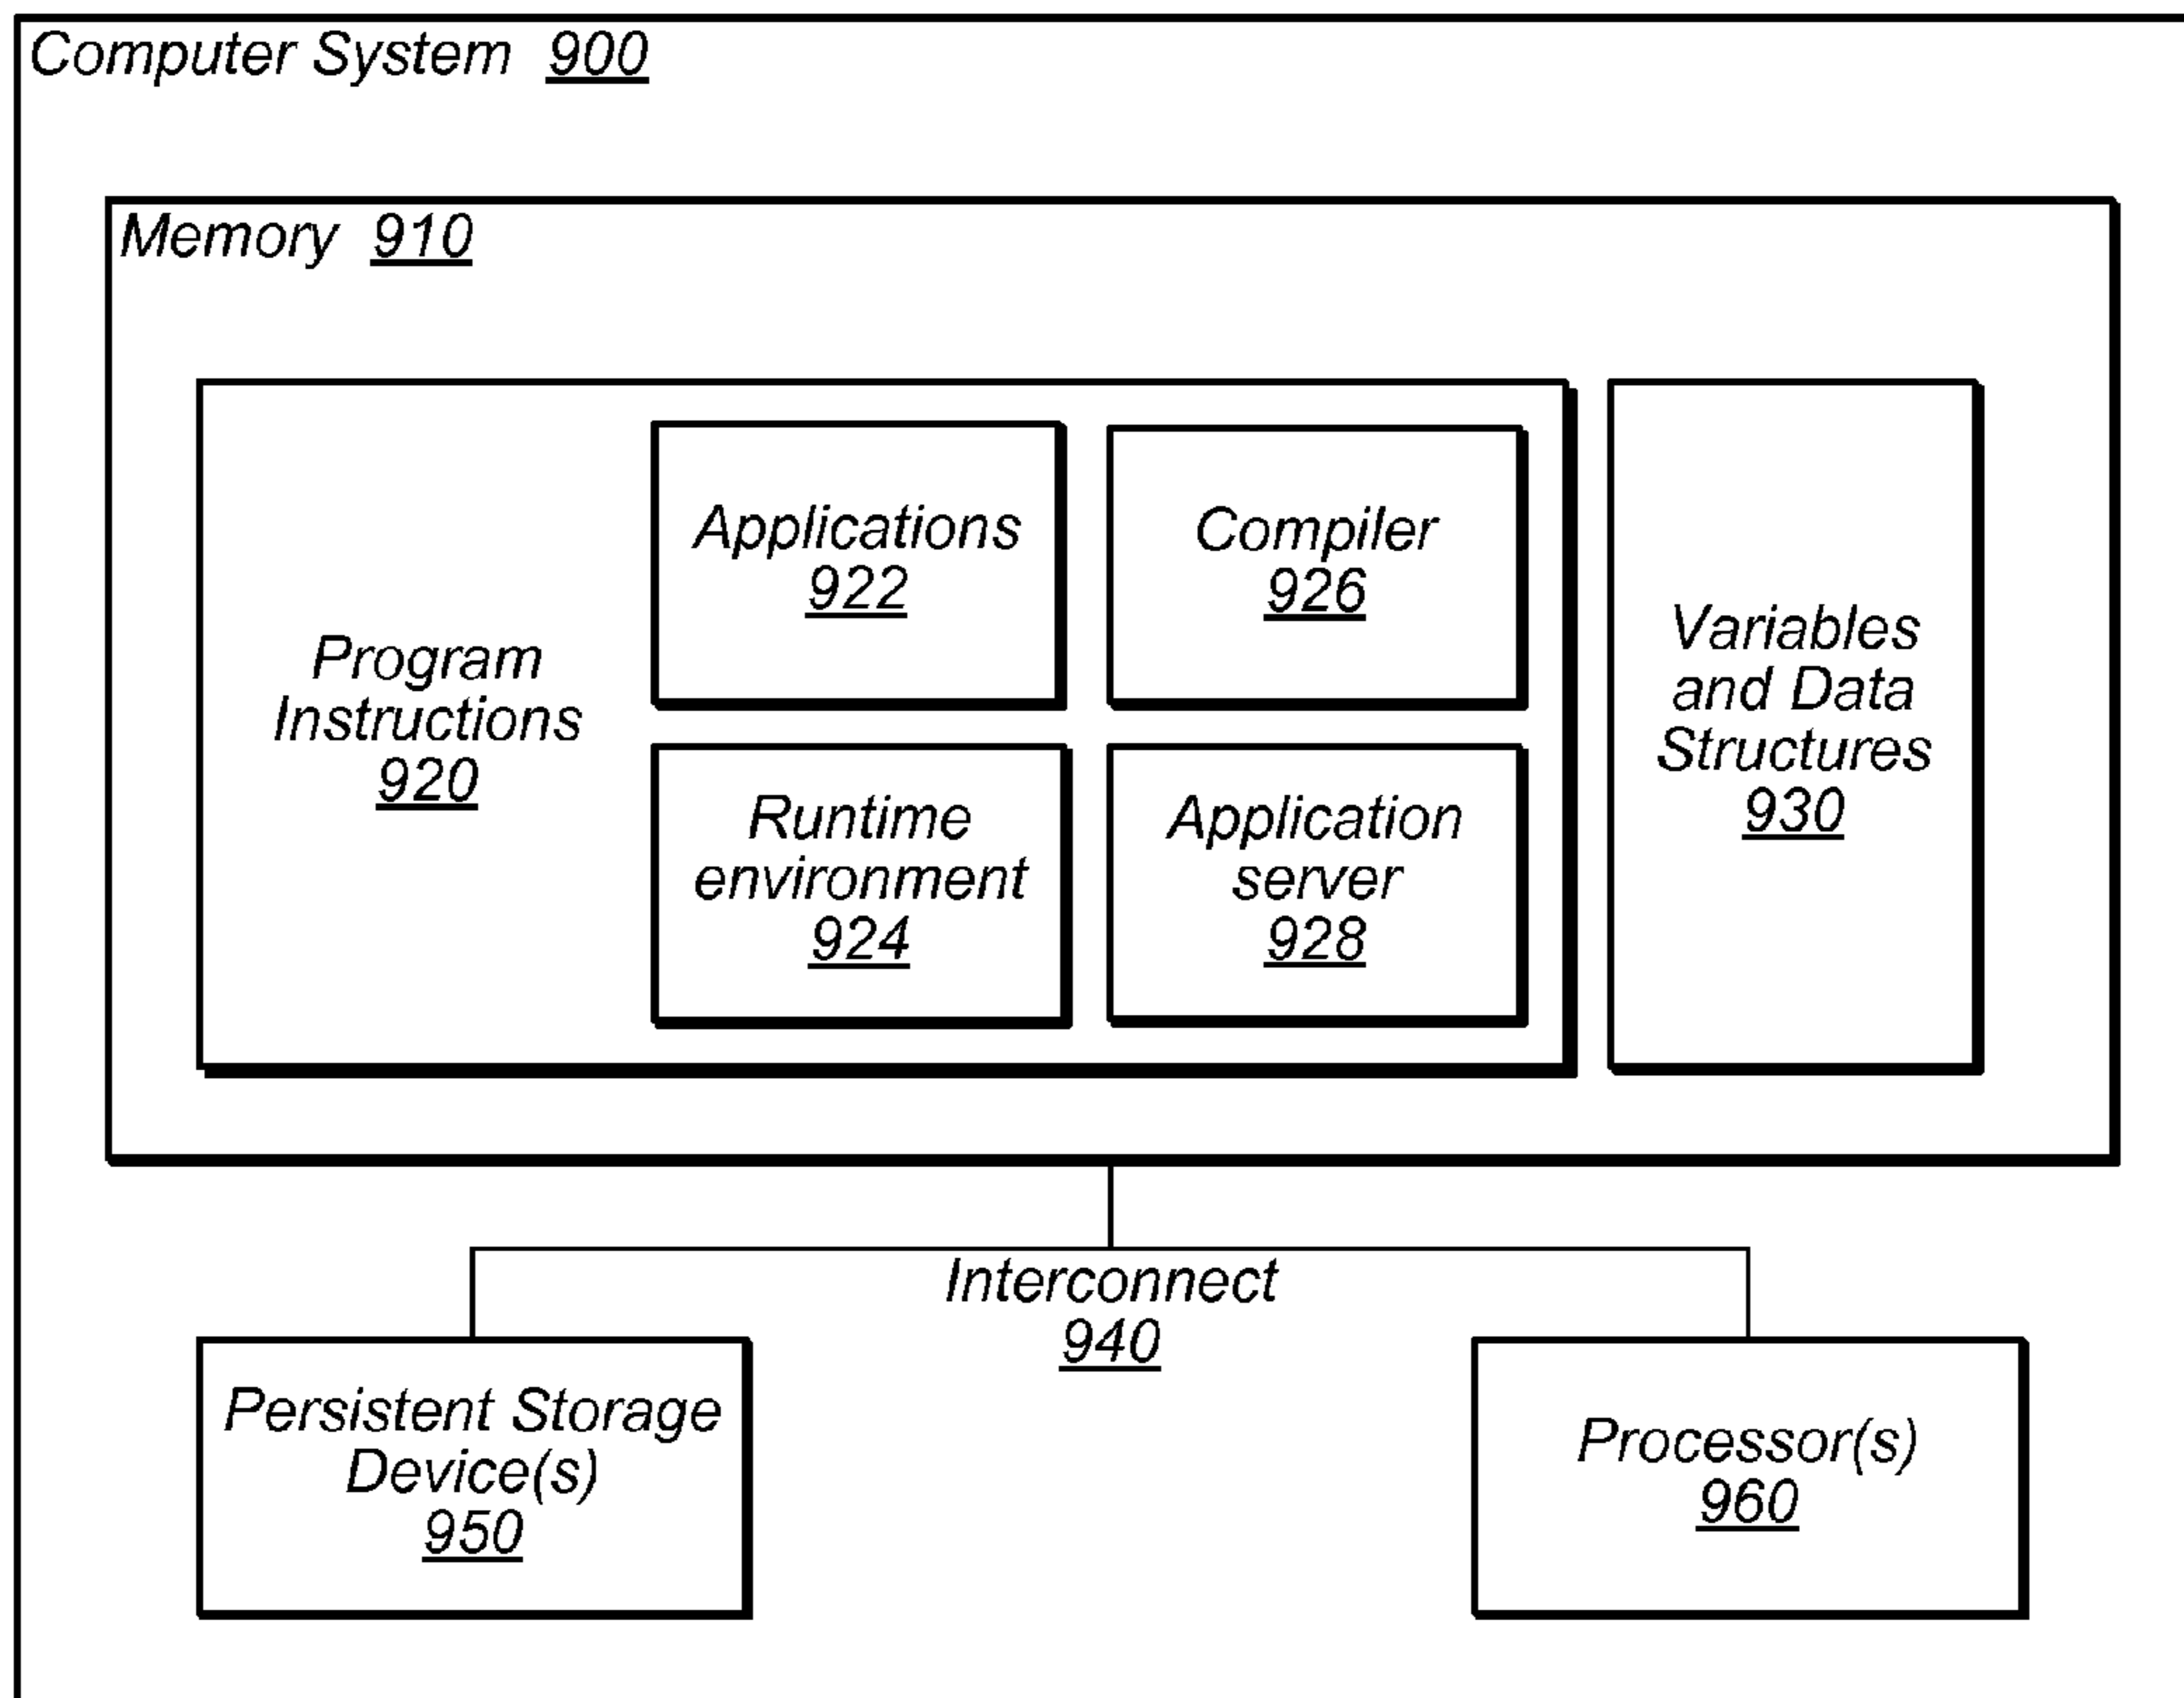 Computer System 900
Memory 910
Program
Instructions
920
Applications
922
Compiler
926
Runtime
environment
924
Application
server
928
Variables
and Data
Structures
930
Interconnect
940
Persistent Storage
Device(s)
950
Processor(s)
960